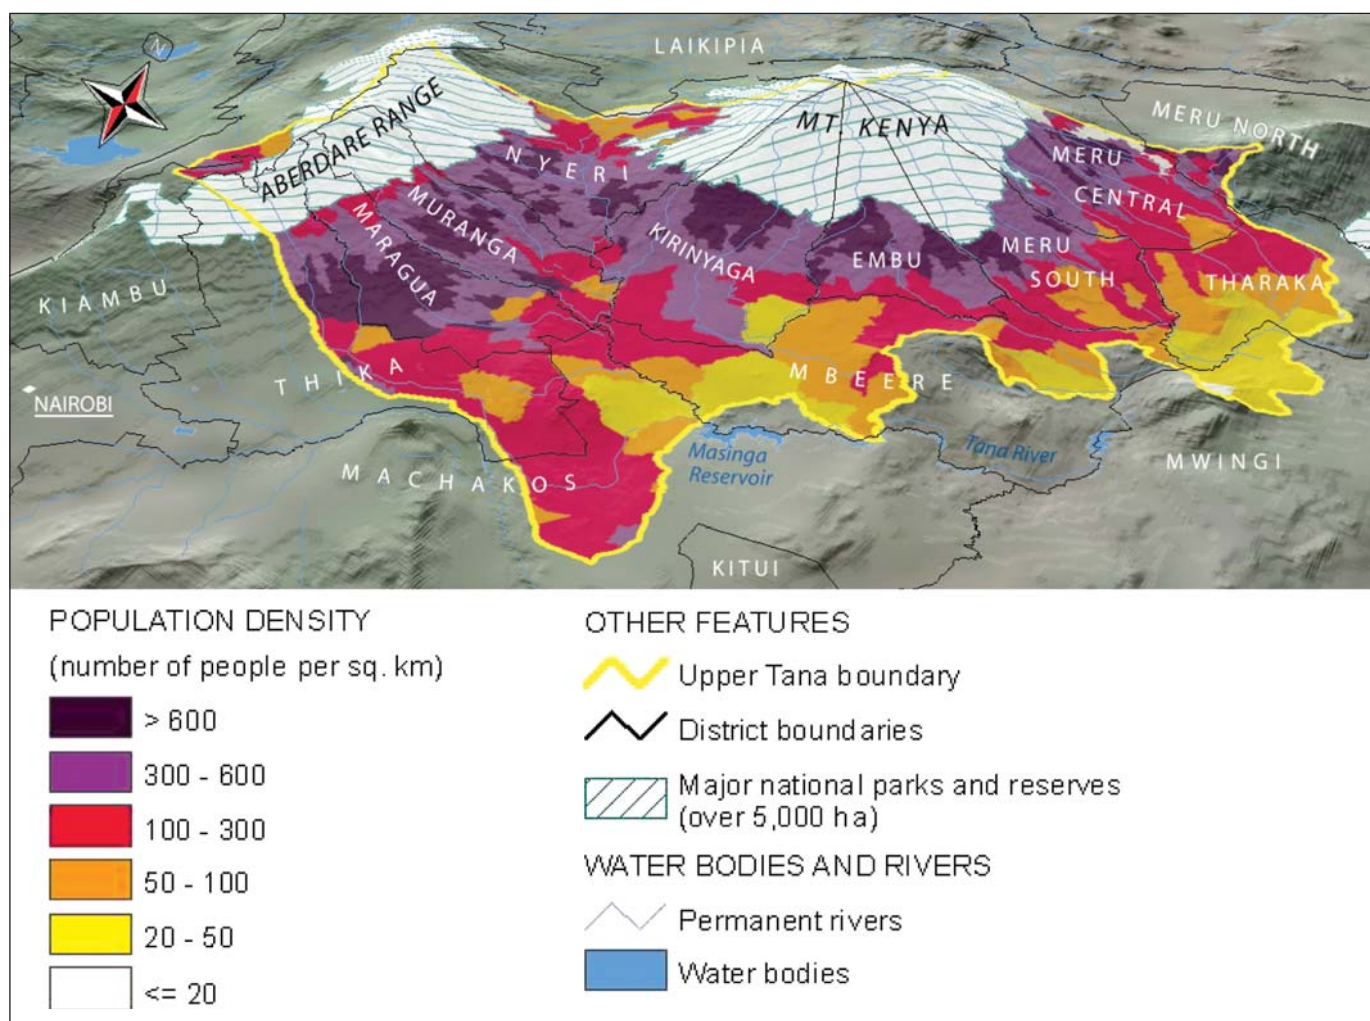 N
LAIKIPIA
MERU NORTH
ABERDARE RANGE
MT. KENYA
MERU
CENTRAL
NYERI
MURANGA
MARAGUA
KIRINYAGA
EMBU
MERU
SOUTH
THARAKA
KIAMBU
THIKA
MBEERE
NAIROBI
MACHAKOS
Masinga
Reservoir
Tana River
MWINGI
KITUI
POPULATION DENSITY
(number of people per sq. km)
> 600
300 - 600
100 - 300
50 - 100
20 - 50
<= 20
OTHER FEATURES
Upper Tana boundary
District boundaries
Major national parks and reserves
(over 5,000 ha)
WATER BODIES AND RIVERS
Permanent rivers
Water bodies